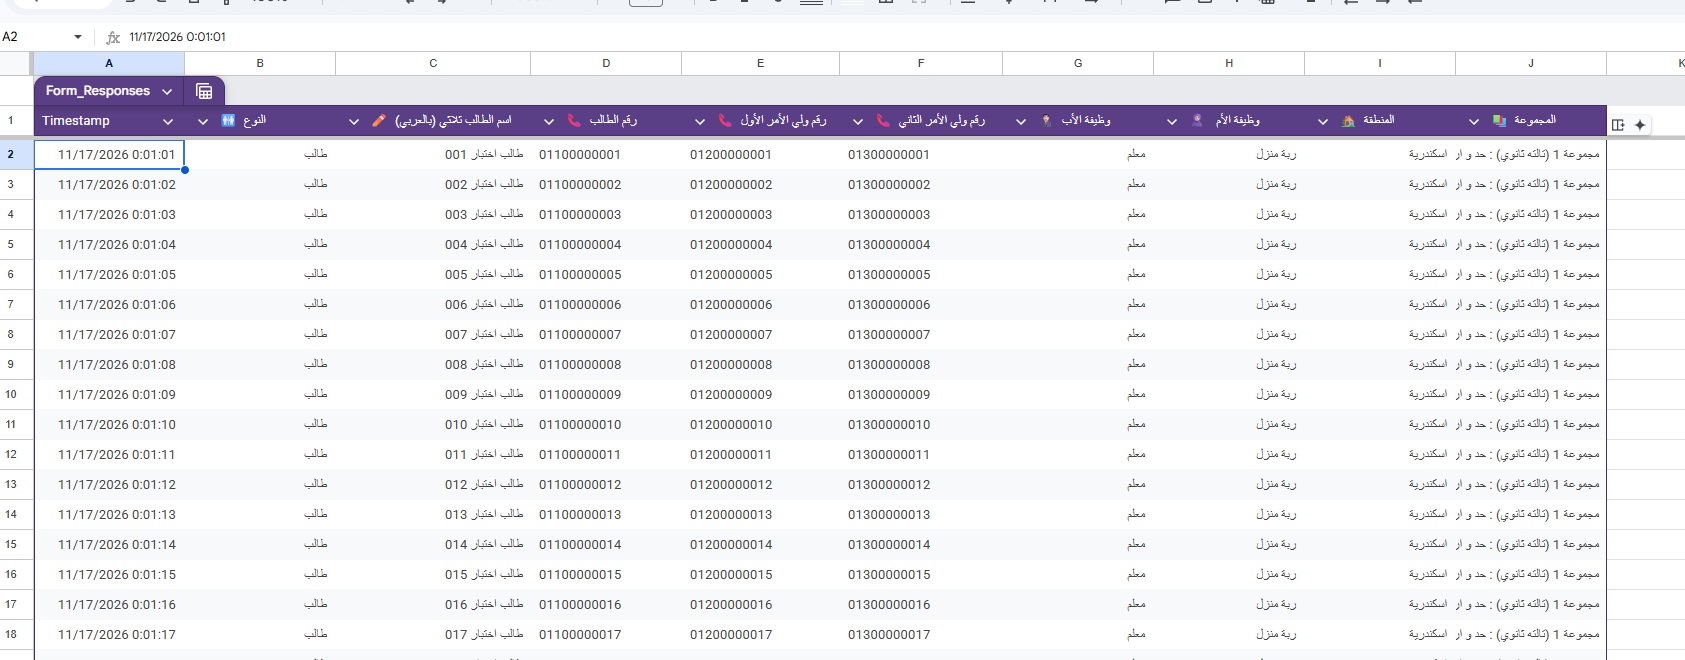 A2 fx 11/17/2026 0:01:01
A B C D E F G H I J K
Form_Responses
1 Timestamp النوع اسم الطالب ثلاثي (بالعربي) رقم الطالب رقم ولي الأمر الأول رقم ولي الأمر الثاني وظيفة الأب وظيفة الأم المنطقة المجموعة
2 11/17/2026 0:01:01 طالب طالب اختبار 001 01100000001 01200000001 01300000001 معلم ربة منزل اسكندرية مجموعة 1 (ثالثه ثانوي) : حد و ار
3 11/17/2026 0:01:02 طالب طالب اختبار 002 01100000002 01200000002 01300000002 معلم ربة منزل اسكندرية مجموعة 1 (ثالثه ثانوي) : حد و ار
4 11/17/2026 0:01:03 طالب طالب اختبار 003 01100000003 01200000003 01300000003 معلم ربة منزل اسكندرية مجموعة 1 (ثالثه ثانوي) : حد و ار
5 11/17/2026 0:01:04 طالب طالب اختبار 004 01100000004 01200000004 01300000004 معلم ربة منزل اسكندرية مجموعة 1 (ثالثه ثانوي) : حد و ار
6 11/17/2026 0:01:05 طالب طالب اختبار 005 01100000005 01200000005 01300000005 معلم ربة منزل اسكندرية مجموعة 1 (ثالثه ثانوي) : حد و ار
7 11/17/2026 0:01:06 طالب طالب اختبار 006 01100000006 01200000006 01300000006 معلم ربة منزل اسكندرية مجموعة 1 (ثالثه ثانوي) : حد و ار
8 11/17/2026 0:01:07 طالب طالب اختبار 007 01100000007 01200000007 01300000007 معلم ربة منزل اسكندرية مجموعة 1 (ثالثه ثانوي) : حد و ار
9 11/17/2026 0:01:08 طالب طالب اختبار 008 01100000008 01200000008 01300000008 معلم ربة منزل اسكندرية مجموعة 1 (ثالثه ثانوي) : حد و ار
10 11/17/2026 0:01:09 طالب طالب اختبار 009 01100000009 01200000009 01300000009 معلم ربة منزل اسكندرية مجموعة 1 (ثالثه ثانوي) : حد و ار
11 11/17/2026 0:01:10 طالب طالب اختبار 010 01100000010 01200000010 01300000010 معلم ربة منزل اسكندرية مجموعة 1 (ثالثه ثانوي) : حد و ار
12 11/17/2026 0:01:11 طالب طالب اختبار 011 01100000011 01200000011 01300000011 معلم ربة منزل اسكندرية مجموعة 1 (ثالثه ثانوي) : حد و ار
13 11/17/2026 0:01:12 طالب طالب اختبار 012 01100000012 01200000012 01300000012 معلم ربة منزل اسكندرية مجموعة 1 (ثالثه ثانوي) : حد و ار
14 11/17/2026 0:01:13 طالب طالب اختبار 013 01100000013 01200000013 01300000013 معلم ربة منزل اسكندرية مجموعة 1 (ثالثه ثانوي) : حد و ار
15 11/17/2026 0:01:14 طالب طالب اختبار 014 01100000014 01200000014 01300000014 معلم ربة منزل اسكندرية مجموعة 1 (ثالثه ثانوي) : حد و ار
16 11/17/2026 0:01:15 طالب طالب اختبار 015 01100000015 01200000015 01300000015 معلم ربة منزل اسكندرية مجموعة 1 (ثالثه ثانوي) : حد و ار
17 11/17/2026 0:01:16 طالب طالب اختبار 016 01100000016 01200000016 01300000016 معلم ربة منزل اسكندرية مجموعة 1 (ثالثه ثانوي) : حد و ار
18 11/17/2026 0:01:17 طالب طالب اختبار 017 01100000017 01200000017 01300000017 معلم ربة منزل اسكندرية مجموعة 1 (ثالثه ثانوي) : حد و ار